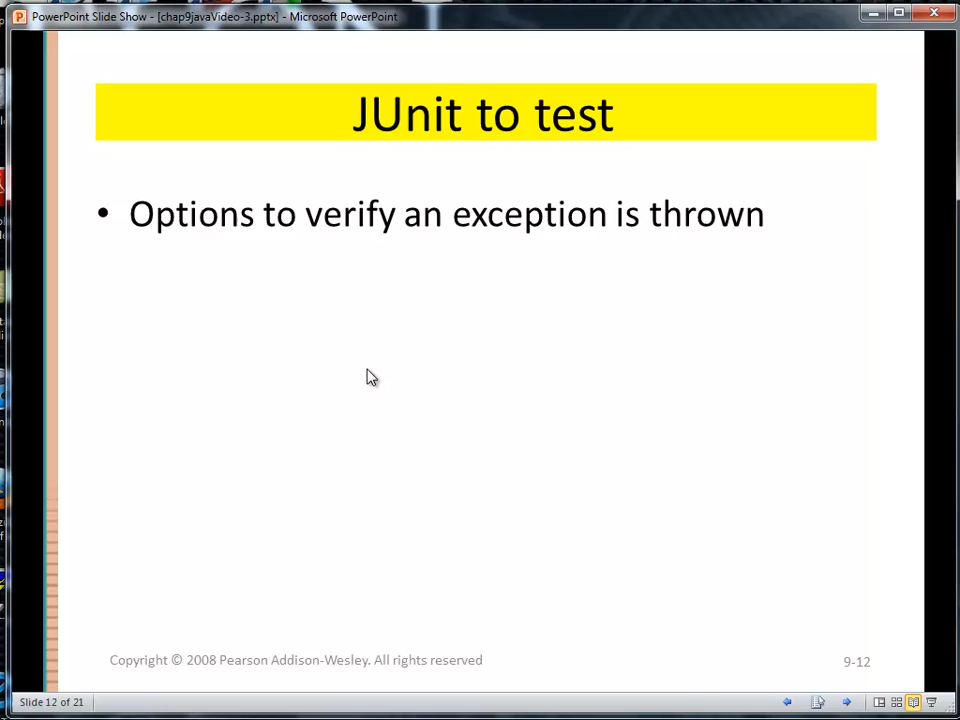 PowerPoint Slide Show - [chap9javaVideo-3.pptx] - Microsoft PowerPoint
JUnit to test
• Options to verify an exception is thrown
Copyright © 2008 Pearson Addison-Wesley. All rights reserved
9-12
Slide 12 of 21